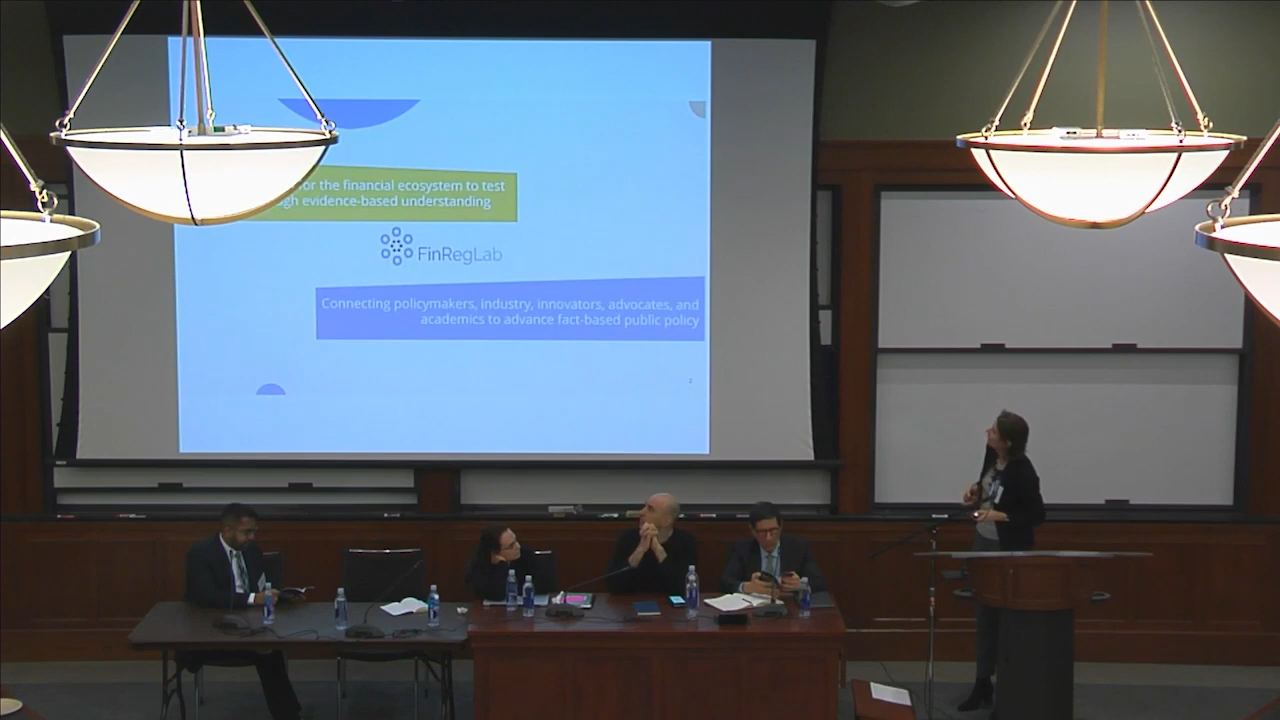 for the financial ecosystem to test
evidence-based understanding
FinRegLab
Connecting policymakers, industry, innovators, advocates, and
academics to advance fact-based public policy
2